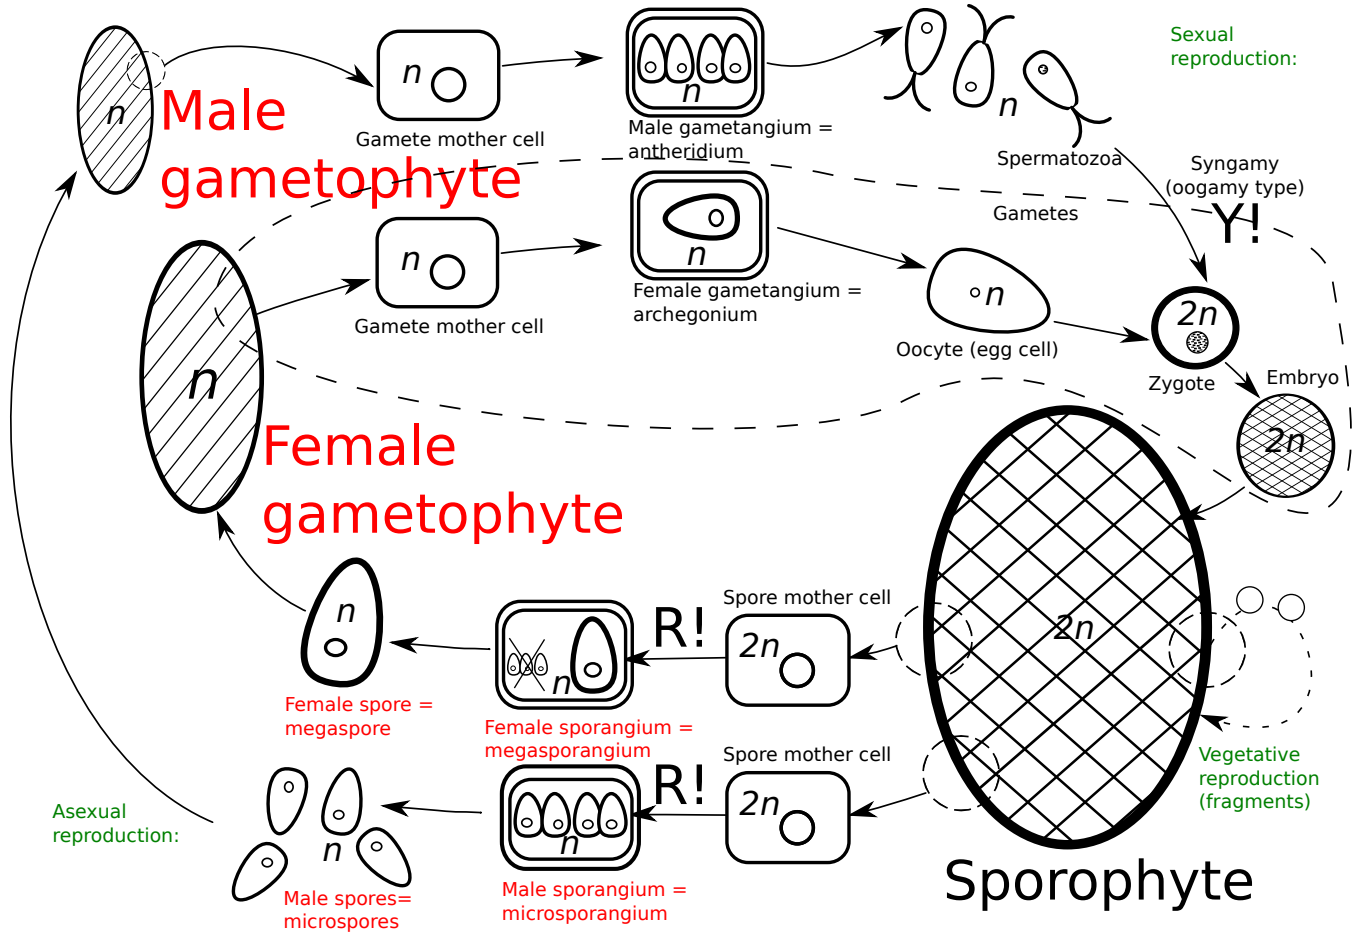 Sexual
reproduction:
n
Male
gametophyte
n
Gamete mother cell
n
Male gametangium =
antheridium
n
Spermatozoa
Gametes
Syngamy
(oogamy type)
Y!
n
Female
gametophyte
n
Gamete mother cell
n
Female gametangium =
archegonium
n
Oocyte (egg cell)
2n
Zygote
Embryo
2n
2n
Sporophyte
Vegetative
reproduction
(fragments)
Spore mother cell
2n
R!
n
Female sporangium =
megasporangium
n
Female spore =
megaspore
Spore mother cell
2n
R!
n
Male sporangium =
microsporangium
n
Male spores=
microspores
Asexual
reproduction: